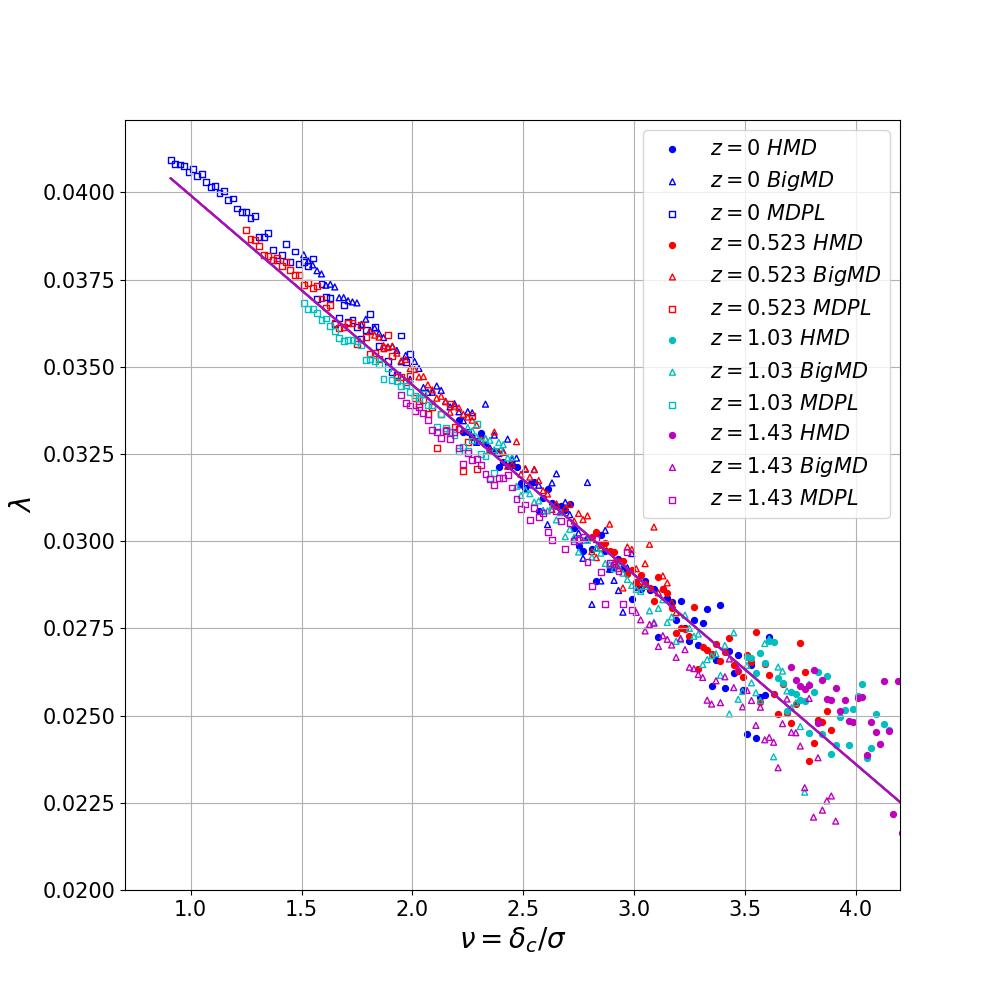 z = 0 HMD
z = 0 BigMD
z = 0 MDPL
z = 0.523 HMD
z = 0.523 BigMD
z = 0.523 MDPL
z = 1.03 HMD
z = 1.03 BigMD
z = 1.03 MDPL
z = 1.43 HMD
z = 1.43 BigMD
z = 1.43 MDPL
0.0400
0.0375
0.0350
0.0325
0.0300
0.0275
0.0250
0.0225
0.0200
λ
1.0 1.5 2.0 2.5 3.0 3.5 4.0
ν = δ_c/σ